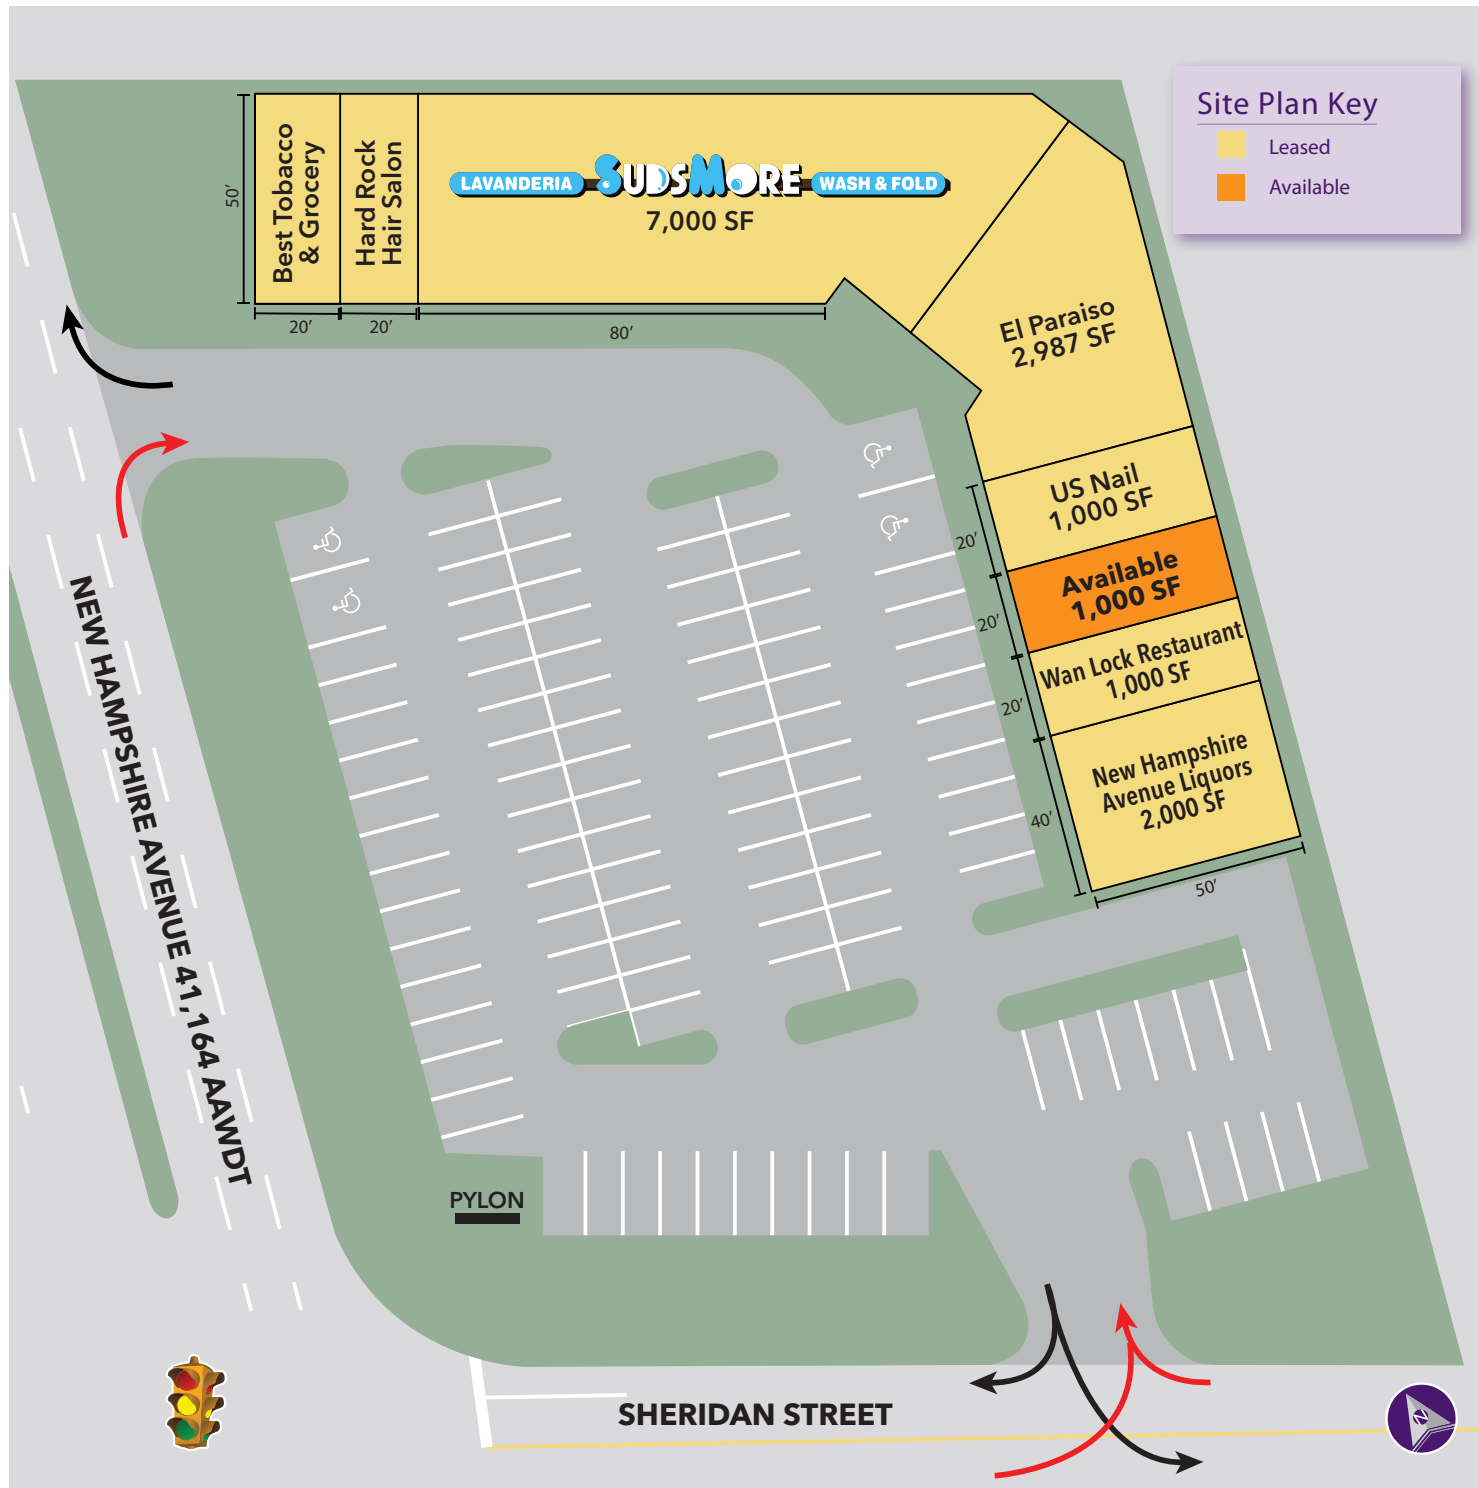 Site Plan Key
Leased
Available
50’
Best Tobacco
& Grocery
Hard Rock
Hair Salon
LAVANDERIA SUDSMORE WASH & FOLD
7,000 SF
20’
20’
80’
El Paraiso
2,987 SF
US Nail
1,000 SF
20’
Available
1,000 SF
20’
Wan Lock Restaurant
1,000 SF
20’
New Hampshire
Avenue Liquors
2,000 SF
40’
50’
NEW HAMPSHIRE AVENUE 41,164 AAWDT
PYLON
SHERIDAN STREET
N